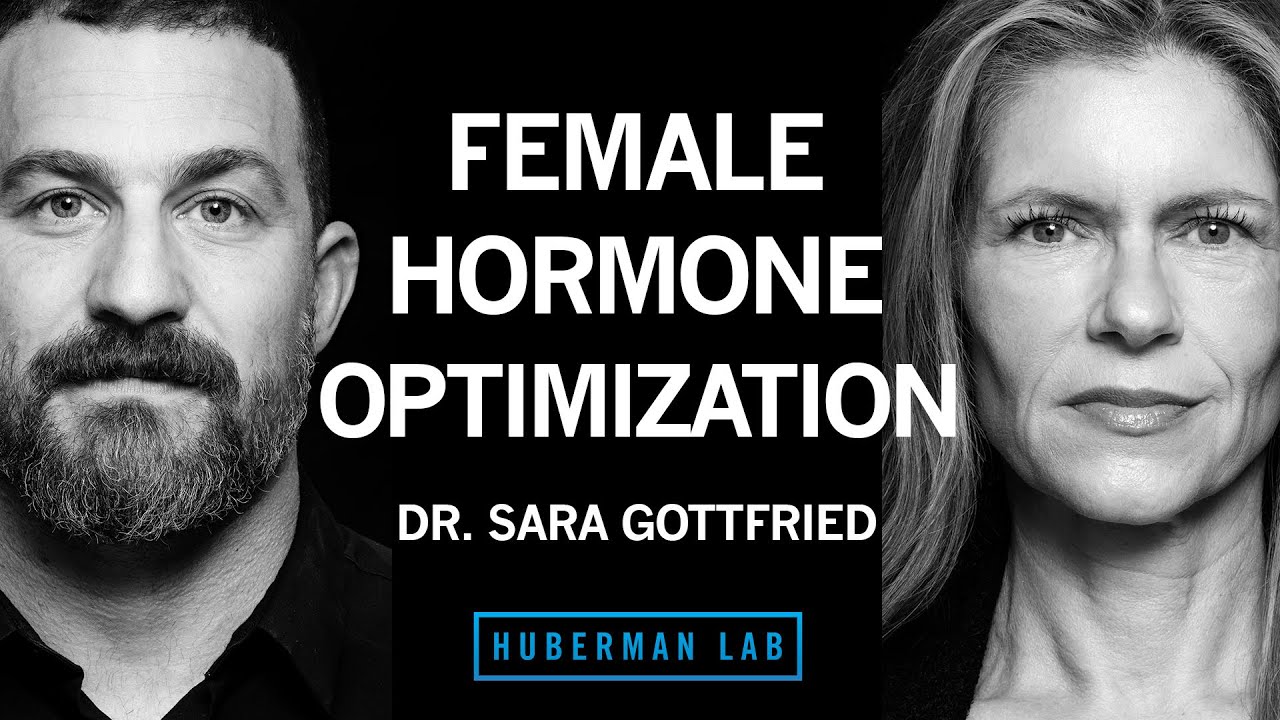 FEMALE
HORMONE
OPTIMIZATION
DR. SARA GOTTFRIED
HUBERMAN LAB